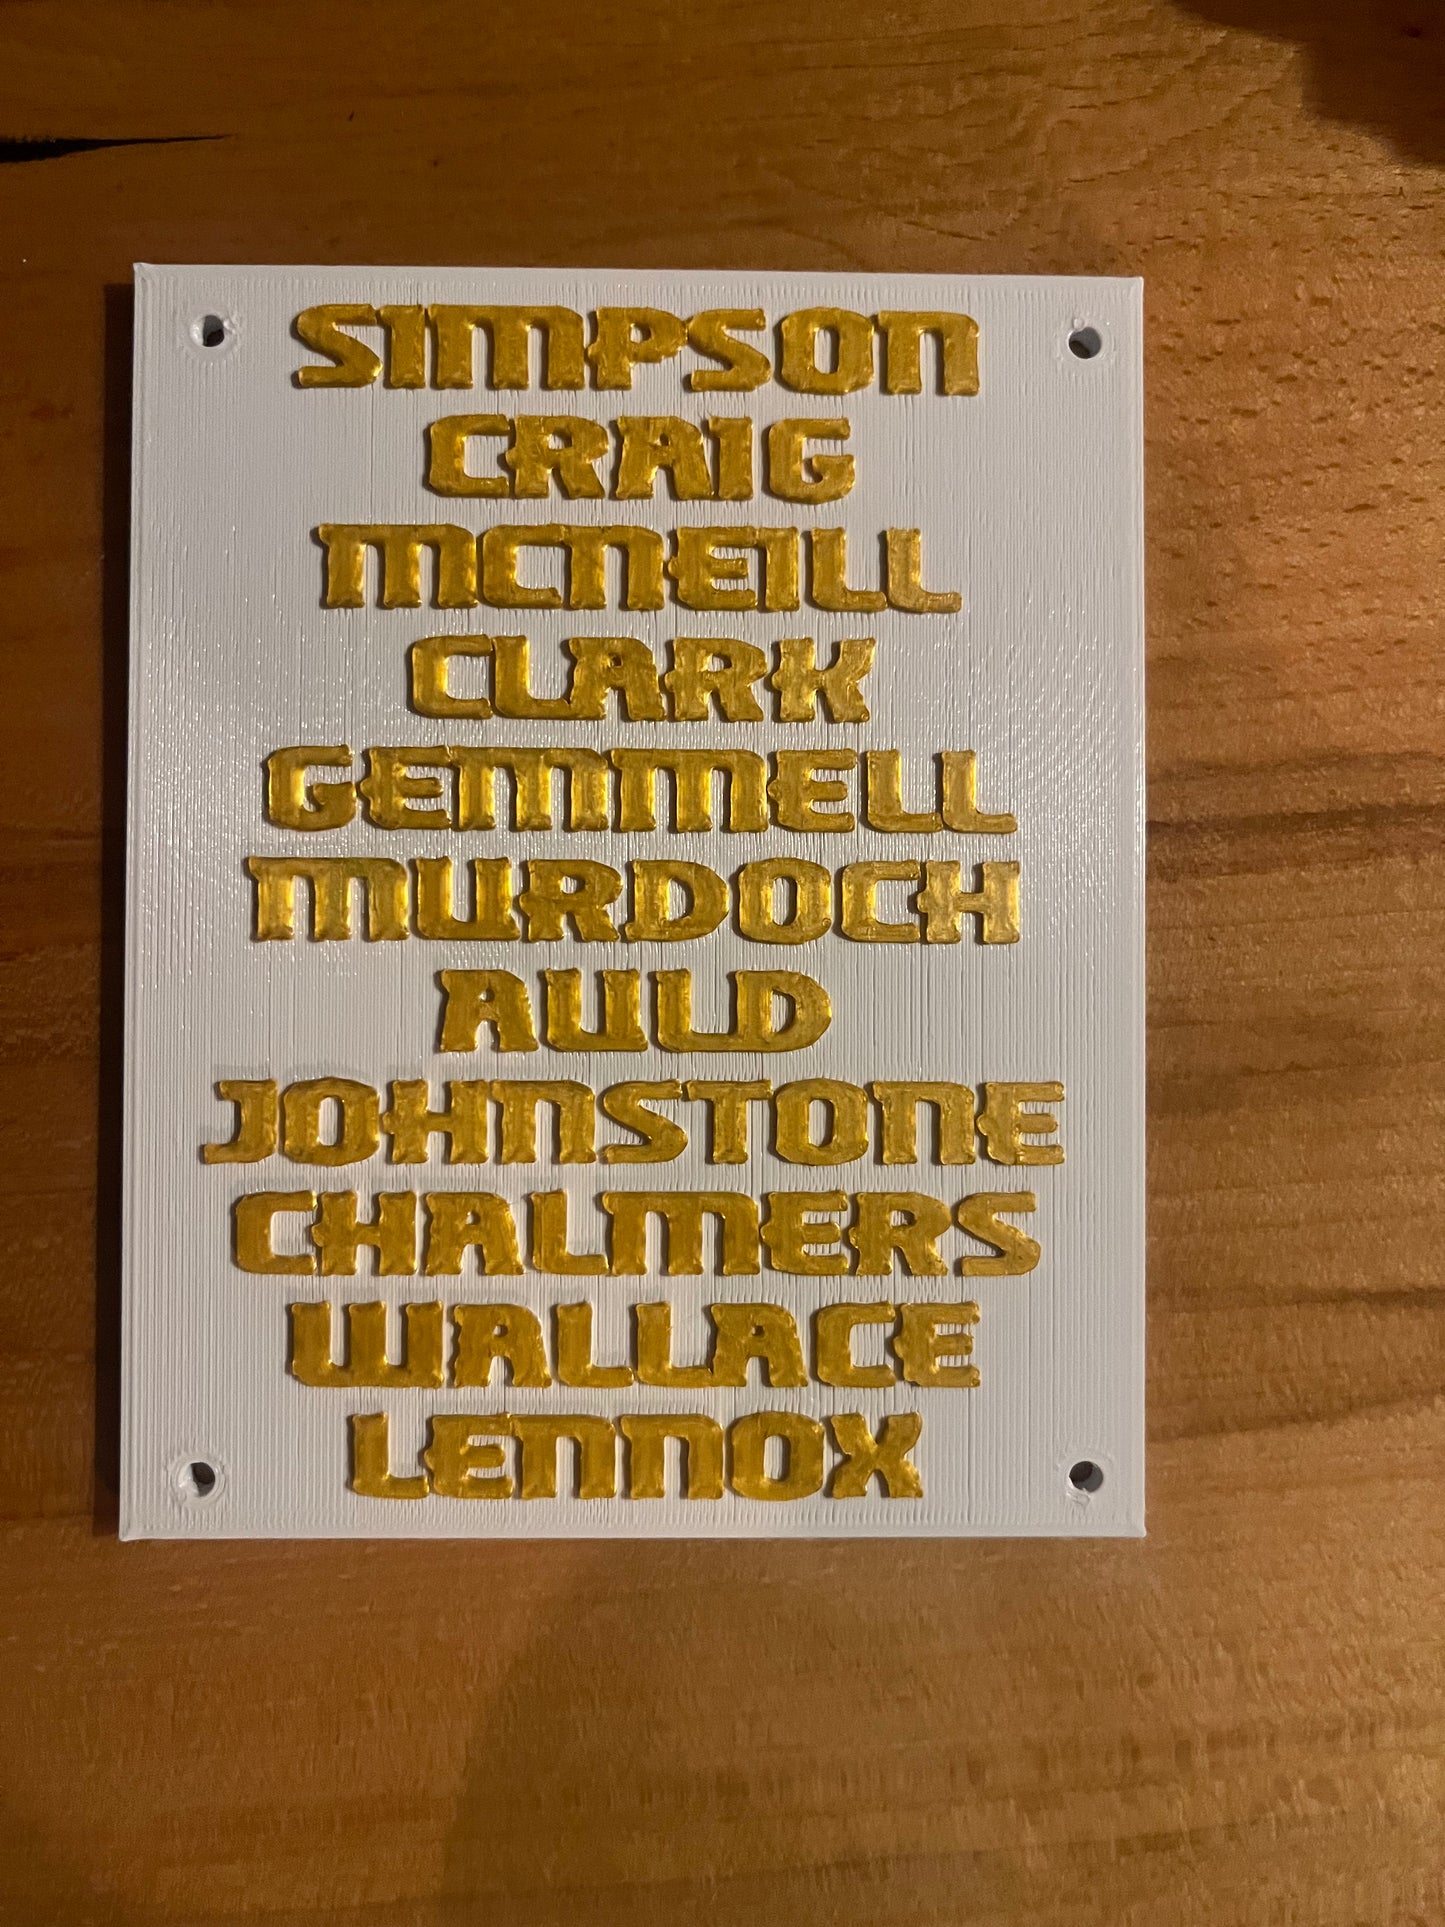 SIMPSON
CRAIG
MCNEILL
CLARK
GEMMELL
MURDOCH
AULD
JOHNSTONE
CHALMERS
WALLACE
LENNOX